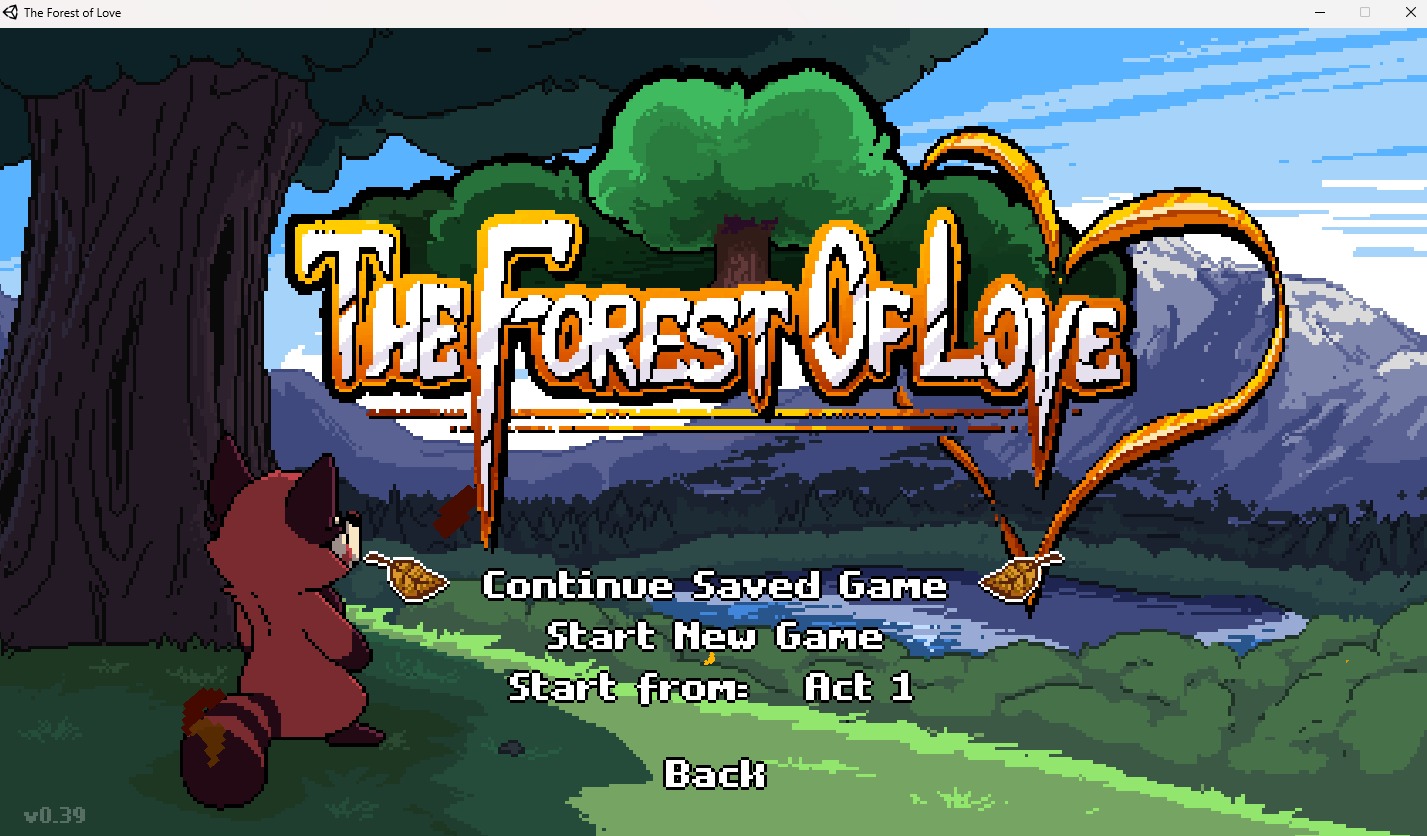 The Forest of Love
The Forest Of Love
Continue Saved Game
Start New Game
Start from: Act 1
Back
v0.39